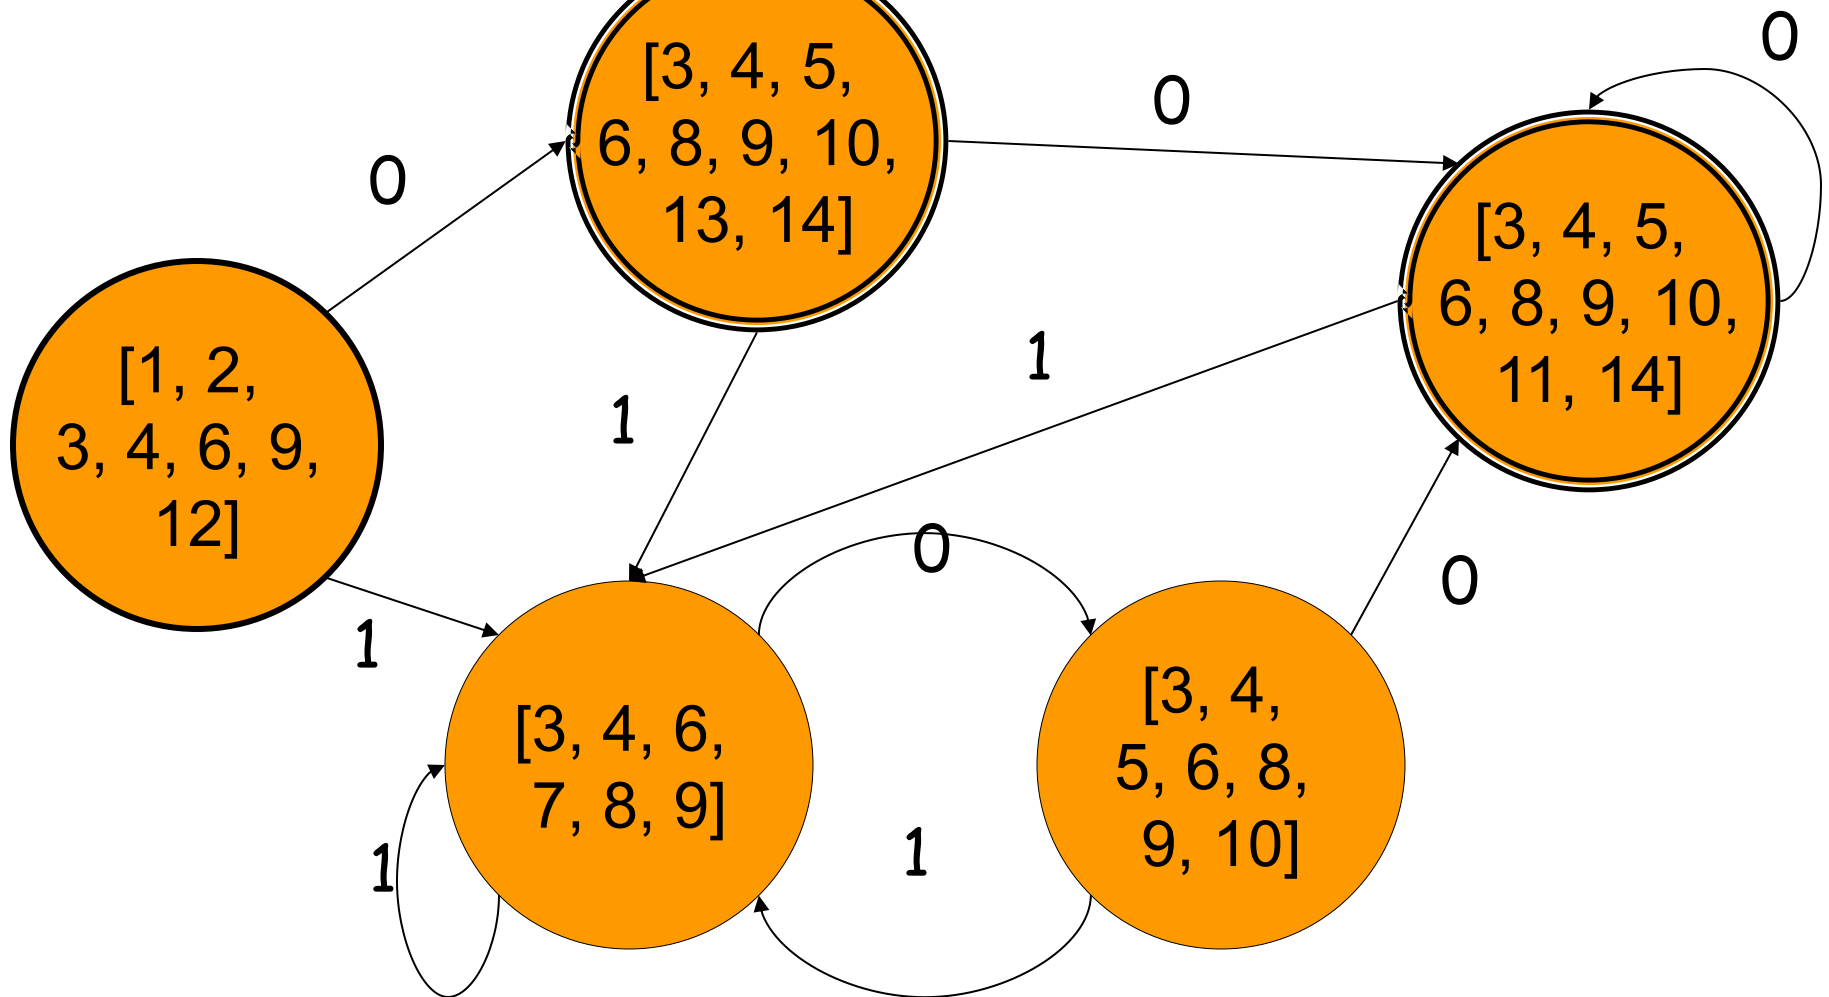 [3, 4, 5,
6, 8, 9, 10,
13, 14]
0
0
0
[1, 2,
3, 4, 6, 9,
12]
[3, 4, 5,
6, 8, 9, 10,
11, 14]
1
1
0
0
1
[3, 4, 6,
7, 8, 9]
[3, 4,
5, 6, 8,
9, 10]
1
1